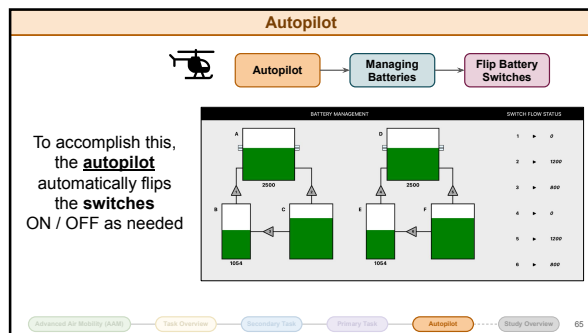 Autopilot
Autopilot
Managing
Batteries
Flip Battery
Switches
To accomplish this,
the autopilot
automatically flips
the switches
ON / OFF as needed
BATTERY MANAGEMENT
SWITCH FLOW STATUS
A
D
2500
2500
B
C
E
F
1054
1054
1 ► 0
2 ► 1200
3 ► 800
4 ► 0
5 ► 1200
6 ► 800
Advanced Air Mobility (AAM)
Task Overview
Secondary Task
Primary Task
Autopilot
Study Overview
65